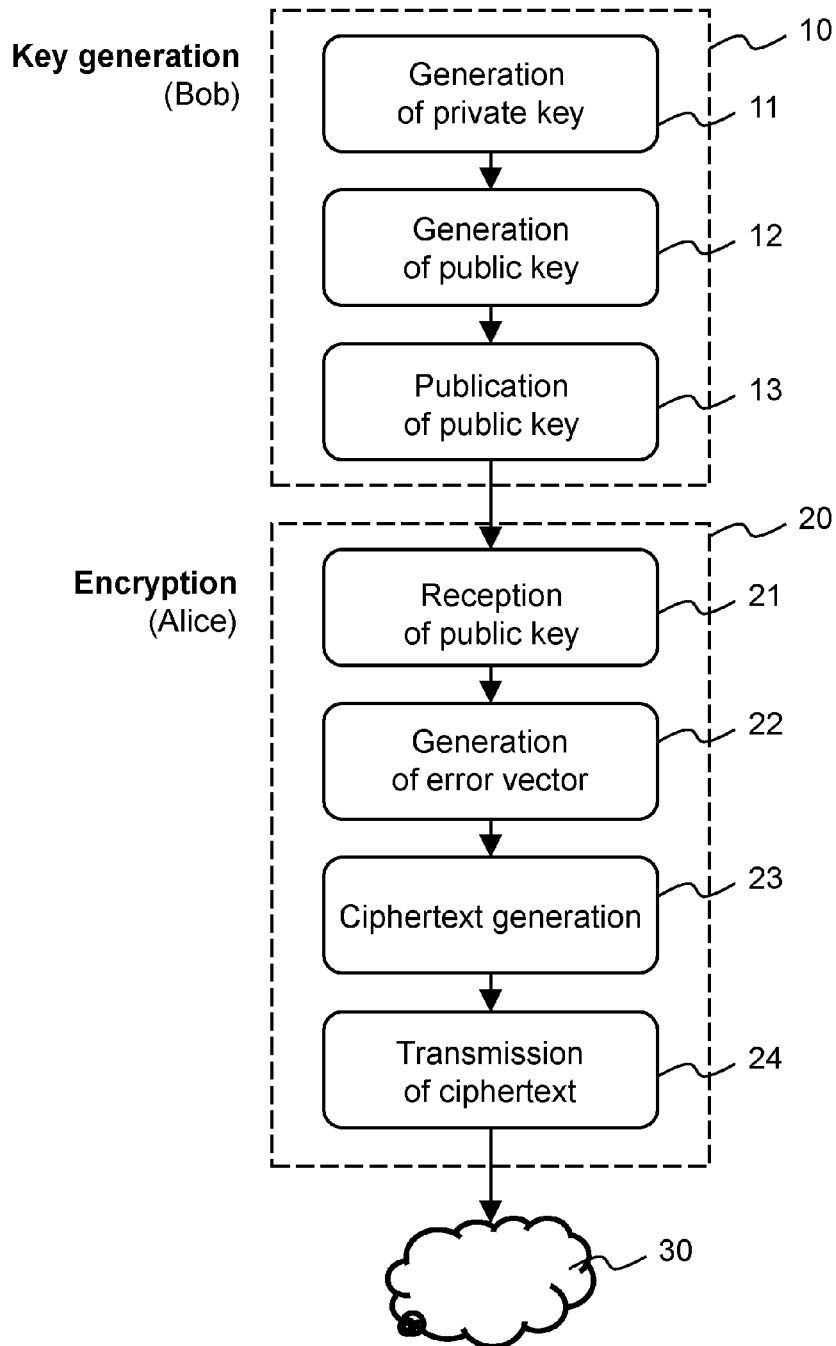 Key generation
(Bob)
10
Generation
of private key
11
Generation
of public key
12
Publication
of public key
13
20
Encryption
(Alice)
Reception
of public key
21
Generation
of error vector
22
Ciphertext generation
23
Transmission
of ciphertext
24
30